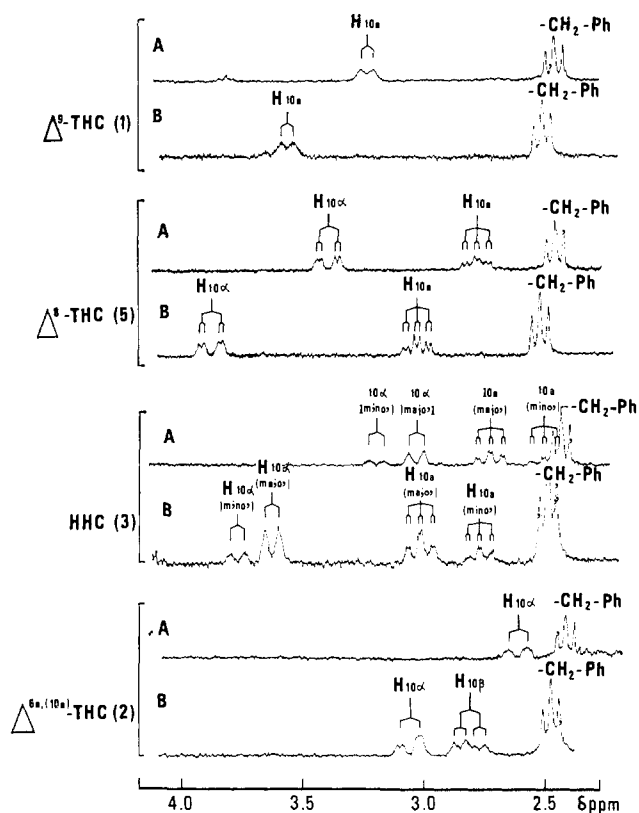 H10a
-CH2-Ph
A
H10a
-CH2-Ph
B
Δ9-THC (1)
H10α
H10a
-CH2-Ph
A
H10α
H10a
-CH2-Ph
B
Δ8-THC (5)
10α (minor)
10α (major)
10a (major)
10a (minor)
-CH2-Ph
A
H10α (minor)
H10α (major)
H10a (major)
H10a (minor)
-CH2-Ph
B
HHC (3)
H10α
-CH2-Ph
A
H10α
H10β
-CH2-Ph
B
Δ6a,(10a)-THC (2)
4.0 3.5 3.0 2.5 δppm